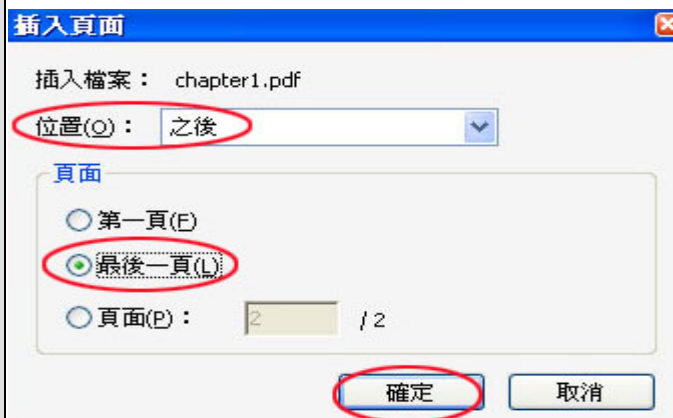 插入頁面
插入檔案： chapter1.pdf
位置(O)： 之後
頁面
第一頁(F)
最後一頁(L)
頁面(P)： 2 / 2
確定 取消